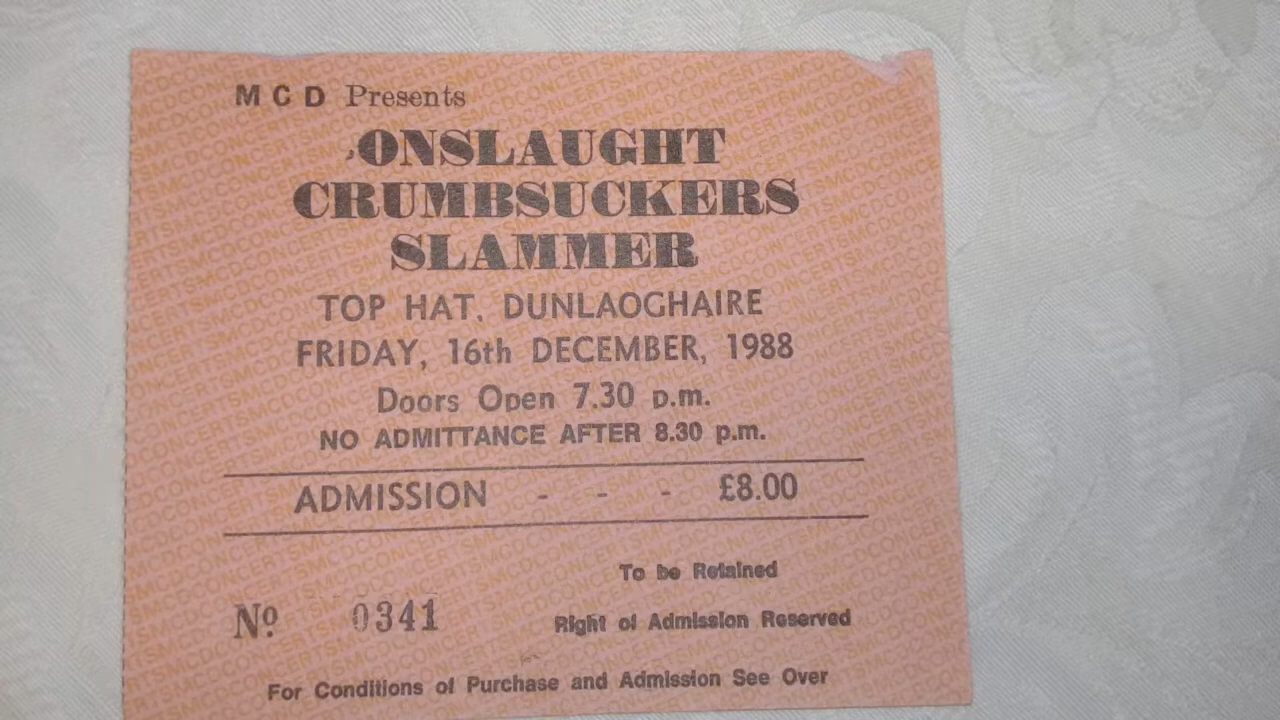 MCD Presents
ONSLAUGHT
CRUMBSUCKERS
SLAMMER
TOP HAT, DUNLAOGHAIRE
FRIDAY, 16th DECEMBER, 1988
Doors Open 7.30 p.m.
NO ADMITTANCE AFTER 8.30 p.m.
ADMISSION - - - £8.00
To be Retained
Nº 0341
Right of Admission Reserved
For Conditions of Purchase and Admission See Over